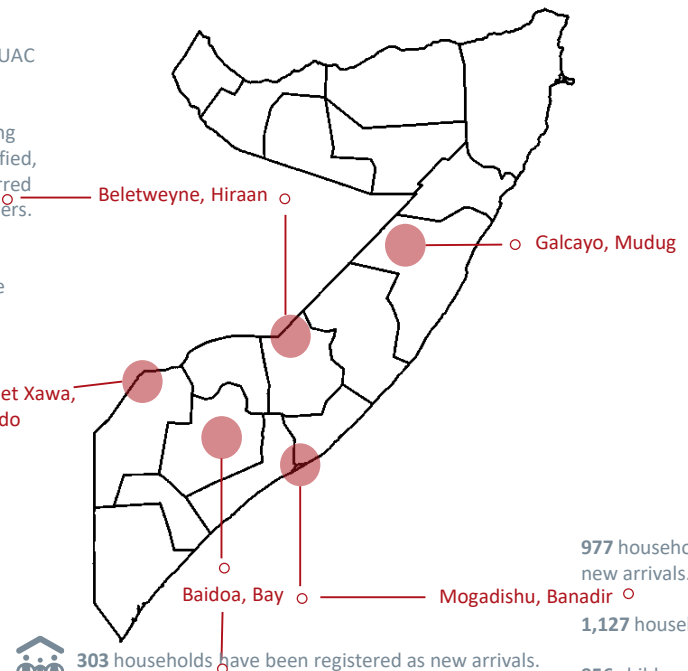 UAC
ng
fied,
rred
ers.
e
Beletweyne, Hiraan
Galcayo, Mudug
et Xawa,
do
Baidoa, Bay
Mogadishu, Banadir
977 househo
new arrivals.
1,127 househ
303 households have been registered as new arrivals.